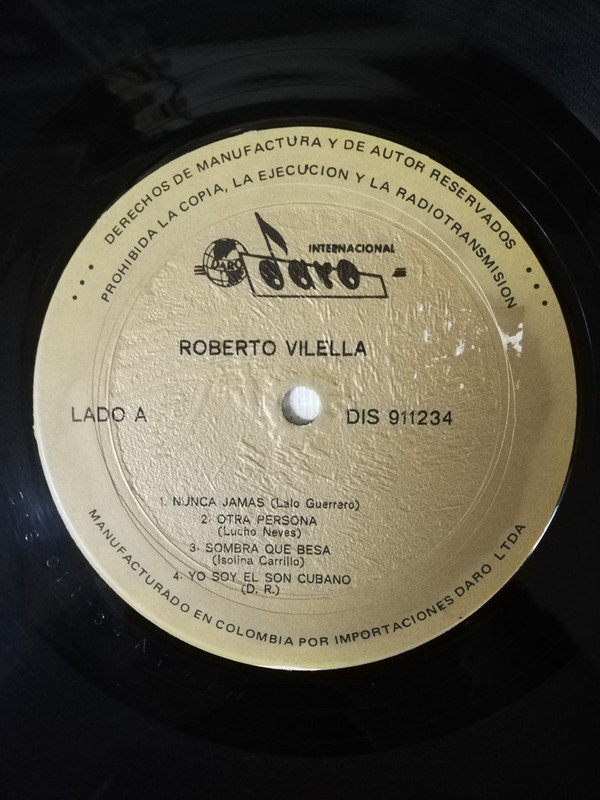 DERECHOS DE MANUFACTURA Y DE AUTOR RESERVADOS
PROHIBIDA LA COPIA, LA EJECUCION Y LA RADIOTRANSMISION
INTERNACIONAL
DARO
daro
ROBERTO VILELLA
LADO A
DIS 911234
1. NUNCA JAMAS (Lalo Guerrero)
2. OTRA PERSONA
(Lucho Neves)
3. SOMBRA QUE BESA
(Isolina Carrillo)
4. YO SOY EL SON CUBANO
(D. R.)
MANUFACTURADO EN COLOMBIA POR IMPORTACIONES DARO LTDA